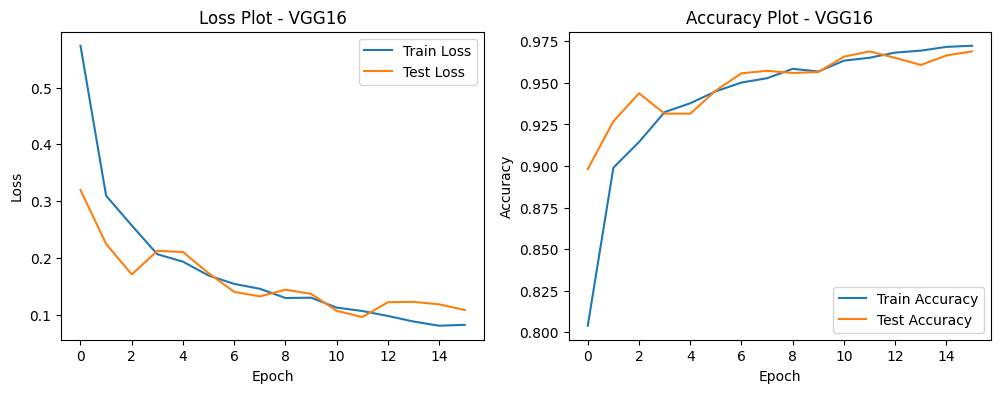 Loss Plot - VGG16
Train Loss
Test Loss
0.5
0.4
0.3
0.2
0.1
Loss
0 2 4 6 8 10 12 14
Epoch
Accuracy Plot - VGG16
0.975
0.950
0.925
0.900
0.875
0.850
0.825
0.800
Accuracy
Train Accuracy
Test Accuracy
0 2 4 6 8 10 12 14
Epoch